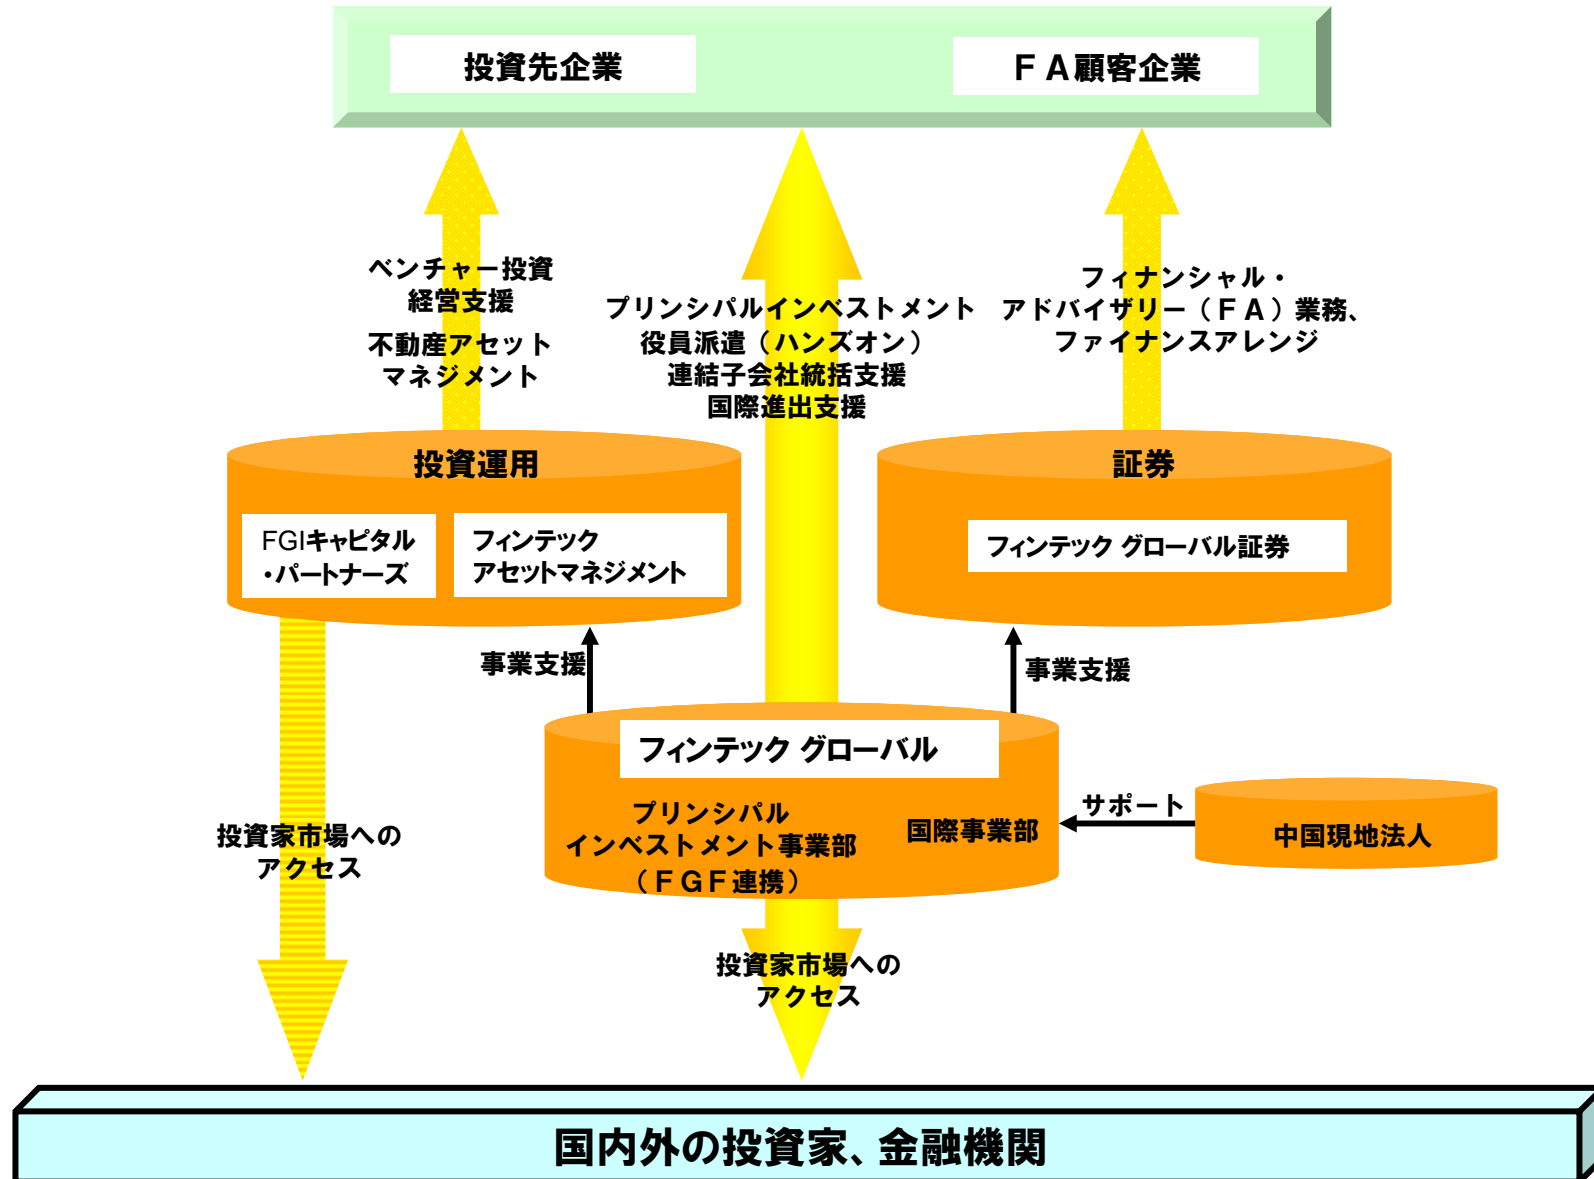 投資先企業
ＦＡ顧客企業
ベンチャー投資
経営支援
不動産アセット
マネジメント
プリンシパルインベストメント
役員派遣（ハンズオン）
連結子会社統括支援
国際進出支援
フィナンシャル・
アドバイザリー（ＦＡ）業務、
ファイナンスアレンジ
投資運用
FGIキャピタル
・パートナーズ
フィンテック
アセットマネジメント
証券
フィンテック グローバル証券
事業支援
事業支援
フィンテック グローバル
プリンシパル
インベストメント事業部
（ＦＧＦ連携）
国際事業部
サポート
中国現地法人
投資家市場への
アクセス
投資家市場への
アクセス
国内外の投資家、金融機関